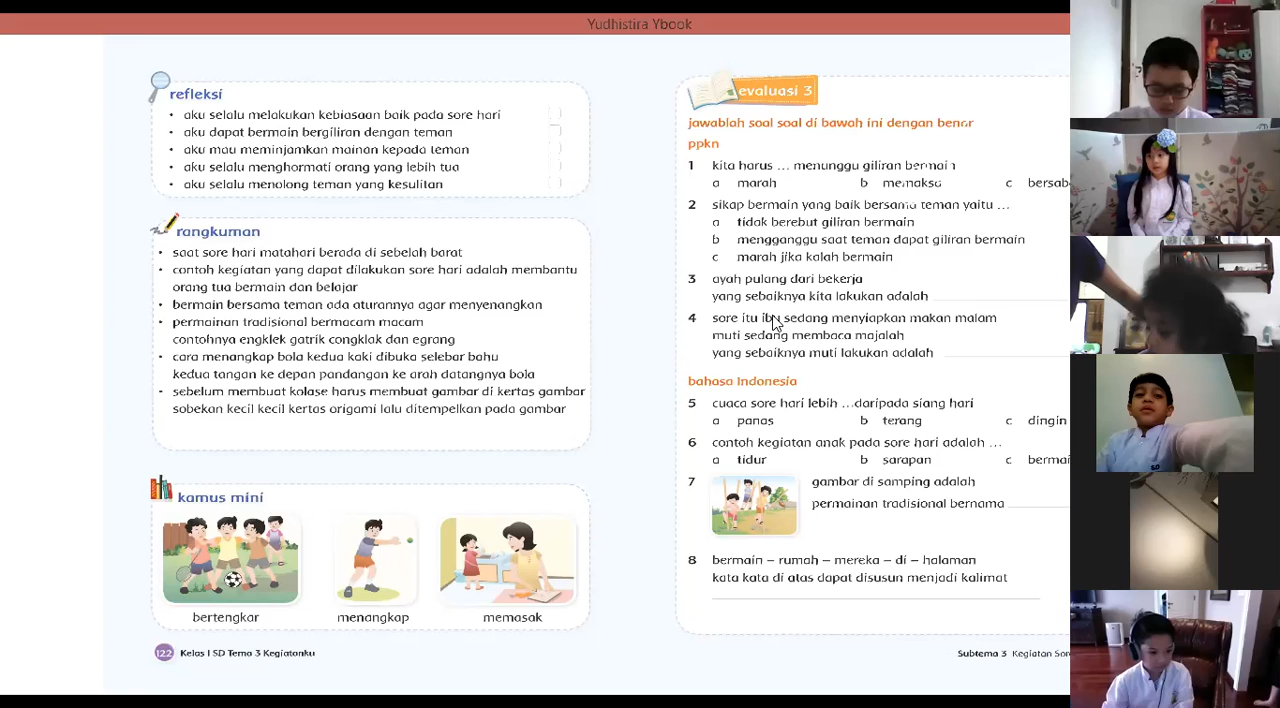 Yudhistira Ybook
refleksi
• aku selalu melakukan kebiasaan baik pada sore hari
• aku dapat bermain bergiliran dengan teman
• aku mau meminjamkan mainan kepada teman
• aku selalu menghormati orang yang lebih tua
• aku selalu menolong teman yang kesulitan
rangkuman
• saat sore hari matahari berada di sebelah barat
• contoh kegiatan yang dapat dilakukan sore hari adalah membantu
orang tua bermain dan belajar
• bermain bersama teman ada aturannya agar menyenangkan
• permainan tradisional bermacam macam
contohnya engklek gatrik congklak dan egrang
• cara menangkap bola kedua kaki dibuka selebar bahu
kedua tangan ke depan pandangan ke arah datangnya bola
• sebelum membuat kolase harus membuat gambar di kertas gambar
sobekan kecil kecil kertas origami lalu ditempelkan pada gambar
kamus mini
bertengkar menangkap memasak
122 Kelas I SD Tema 3 Kegiatanku
evaluasi 3
jawablah soal soal di bawah ini dengan benar
ppkn
1 kita harus ... menunggu giliran bermain
a marah b memaksa c bersab
2 sikap bermain yang baik bersama teman yaitu ...
a tidak berebut giliran bermain
b mengganggu saat teman dapat giliran bermain
c marah jika kalah bermain
3 ayah pulang dari bekerja
yang sebaiknya kita lakukan adalah
4 sore itu ibu sedang menyiapkan makan malam
muti sedang membaca majalah
yang sebaiknya muti lakukan adalah
bahasa Indonesia
5 cuaca sore hari lebih ...daripada siang hari
a panas b terang c dingin
6 contoh kegiatan anak pada sore hari adalah ...
a tidur b sarapan c bermai
7 gambar di samping adalah
permainan tradisional bernama
8 bermain – rumah – mereka – di – halaman
kata kata di atas dapat disusun menjadi kalimat
Subtema 3 Kegiatan Sor